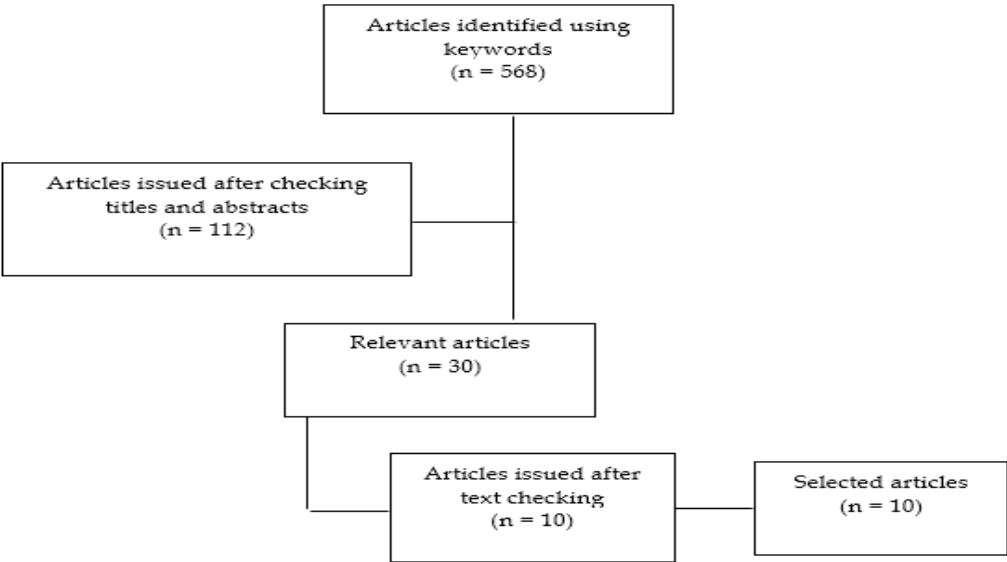 Articles identified using
keywords
(n = 568)
Articles issued after checking
titles and abstracts
(n = 112)
Relevant articles
(n = 30)
Articles issued after
text checking
(n = 10)
Selected articles
(n = 10)